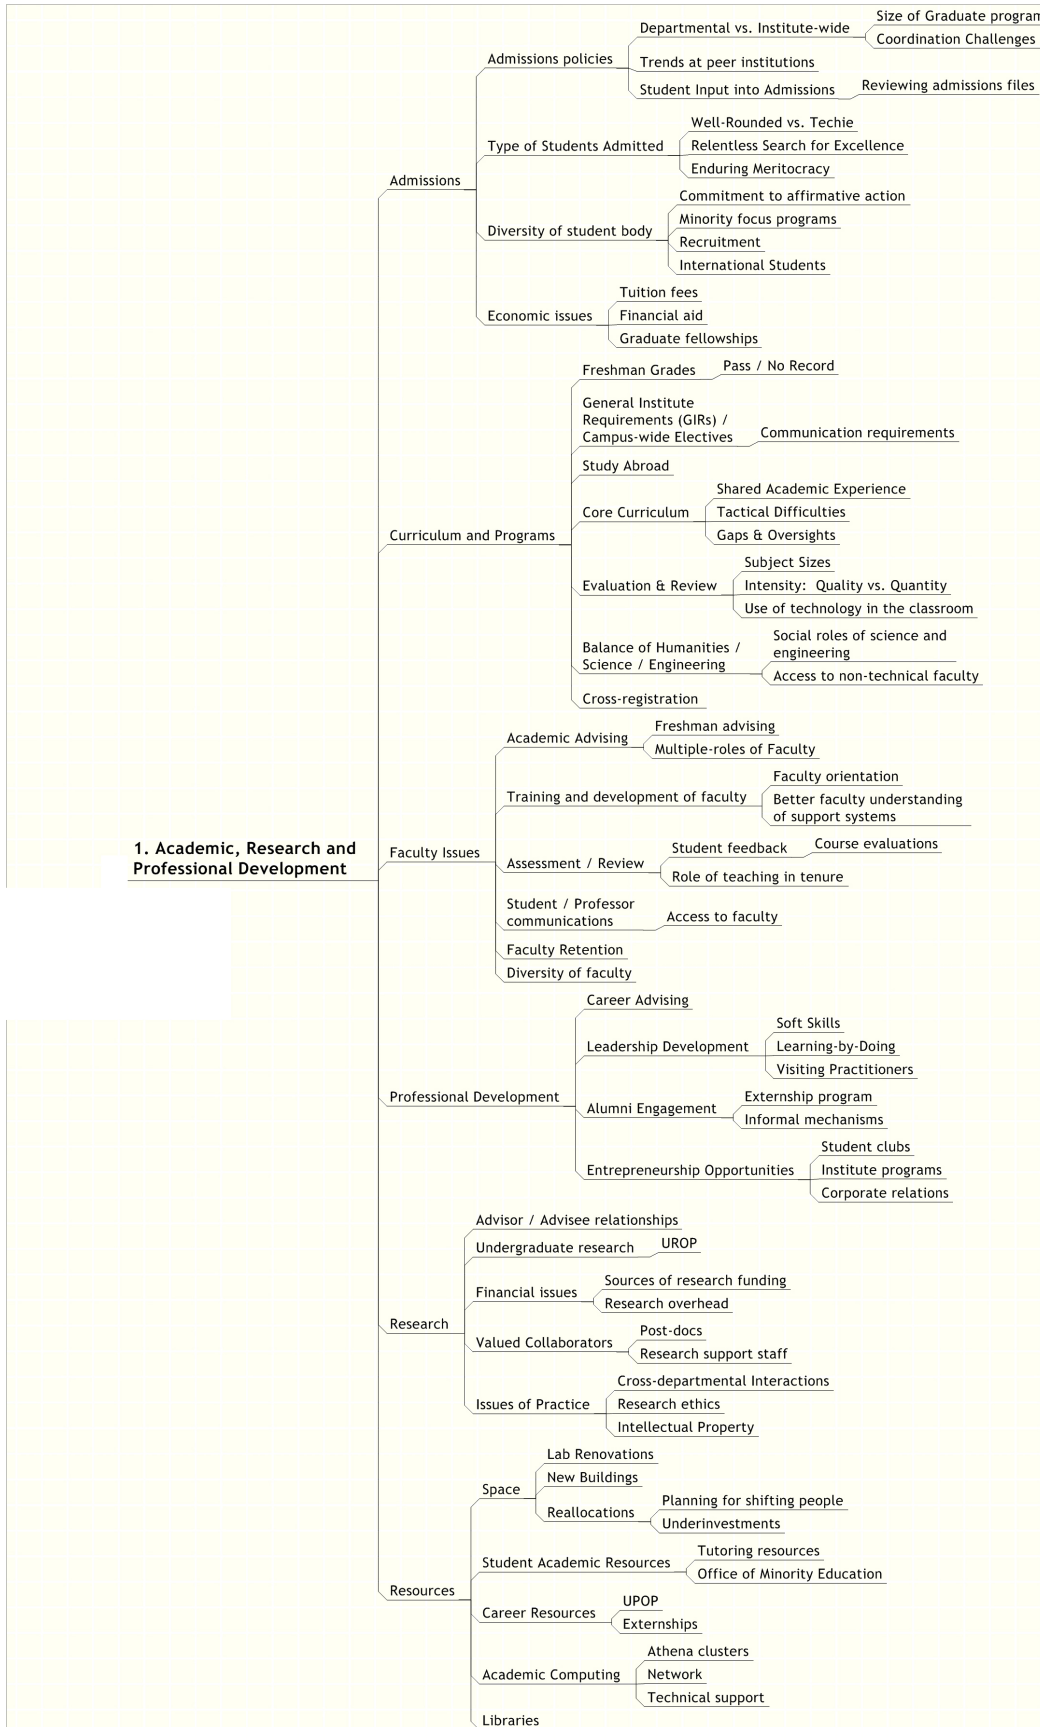 Size of Graduate program
Departmental vs. Institute-wide
Coordination Challenges
Admissions policies
Trends at peer institutions
Student Input into Admissions
Reviewing admissions files
Well-Rounded vs. Techie
Type of Students Admitted
Relentless Search for Excellence
Enduring Meritocracy
Admissions
Commitment to affirmative action
Minority focus programs
Diversity of student body
Recruitment
International Students
Tuition fees
Economic issues
Financial aid
Graduate fellowships
Freshman Grades
Pass / No Record
General Institute
Requirements (GIRs) /
Campus-wide Electives
Communication requirements
Study Abroad
Shared Academic Experience
Core Curriculum
Tactical Difficulties
Gaps & Oversights
Curriculum and Programs
Subject Sizes
Evaluation & Review
Intensity:  Quality vs. Quantity
Use of technology in the classroom
Balance of Humanities /
Science / Engineering
Social roles of science and
engineering
Access to non-technical faculty
Cross-registration
Freshman advising
Academic Advising
Multiple-roles of Faculty
Faculty orientation
Training and development of faculty
Better faculty understanding
of support systems
1. Academic, Research and
Professional Development
Faculty Issues
Student feedback
Course evaluations
Assessment / Review
Role of teaching in tenure
Student / Professor
communications
Access to faculty
Faculty Retention
Diversity of faculty
Career Advising
Soft Skills
Leadership Development
Learning-by-Doing
Visiting Practitioners
Professional Development
Externship program
Alumni Engagement
Informal mechanisms
Student clubs
Entrepreneurship Opportunities
Institute programs
Corporate relations
Advisor / Advisee relationships
Undergraduate research
UROP
Sources of research funding
Financial issues
Research overhead
Research
Post-docs
Valued Collaborators
Research support staff
Cross-departmental Interactions
Issues of Practice
Research ethics
Intellectual Property
Lab Renovations
Space
New Buildings
Reallocations
Planning for shifting people
Underinvestments
Tutoring resources
Student Academic Resources
Office of Minority Education
Resources
UPOP
Career Resources
Externships
Athena clusters
Academic Computing
Network
Technical support
Libraries